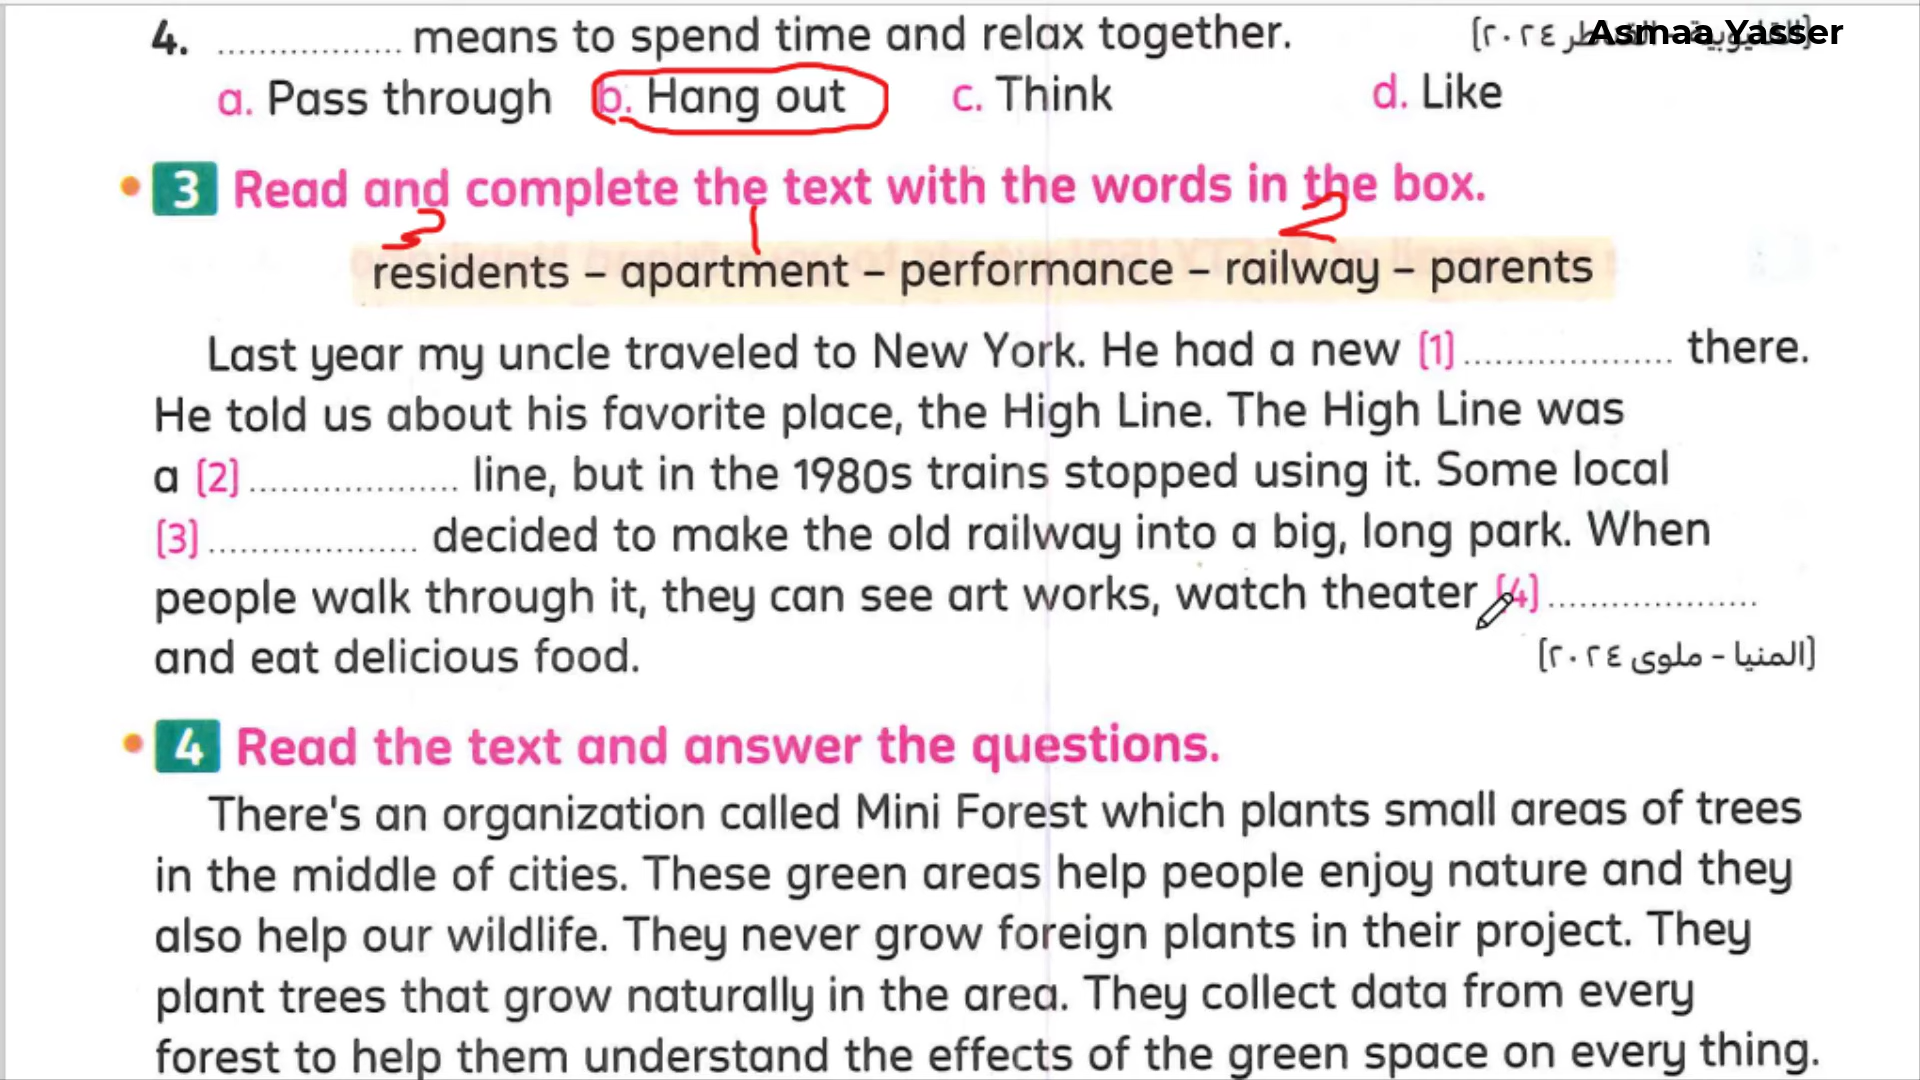 4. .................. means to spend time and relax together. [القليوبية - القناطر ٢٠٢٤]
Asmaa Yasser
a. Pass through b. Hang out c. Think d. Like
3 Read and complete the text with the words in the box.
3 1 2
residents – apartment – performance – railway – parents
Last year my uncle traveled to New York. He had a new [1] .................... there.
He told us about his favorite place, the High Line. The High Line was
a [2] .................... line, but in the 1980s trains stopped using it. Some local
[3] .................... decided to make the old railway into a big, long park. When
people walk through it, they can see art works, watch theater [4] ....................
and eat delicious food. [المنيا - ملوى ٢٠٢٤]
4 Read the text and answer the questions.
There's an organization called Mini Forest which plants small areas of trees
in the middle of cities. These green areas help people enjoy nature and they
also help our wildlife. They never grow foreign plants in their project. They
plant trees that grow naturally in the area. They collect data from every
forest to help them understand the effects of the green space on every thing.